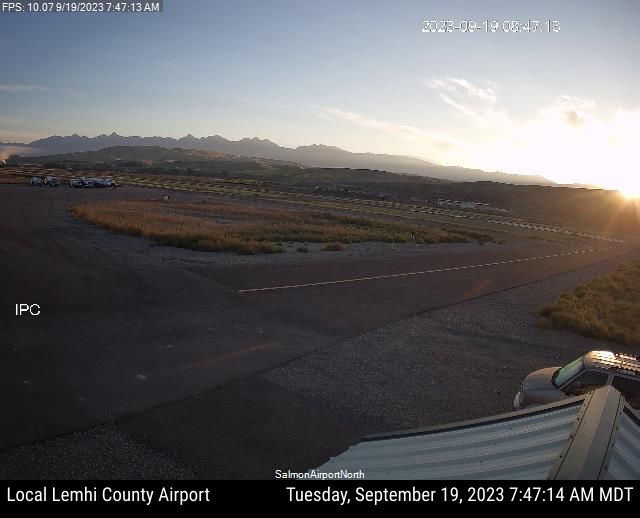 FPS: 10.07 9/19/2023 7:47:13 AM
2023-09-19 08:47:13
IPC
SalmonAirportNorth
Local Lemhi County Airport Tuesday, September 19, 2023 7:47:14 AM MDT